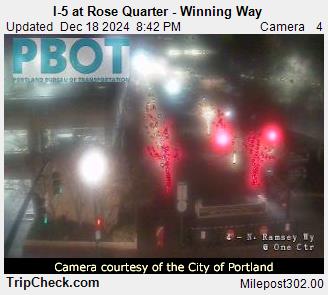 I-5 at Rose Quarter - Winning Way
Updated Dec 18 2024 8:42 PM Camera 4
PBOT
PORTLAND BUREAU OF TRANSPORTATION
4 - N. Ramsey Wy
@ One Ctr
Camera courtesy of the City of Portland
TripCheck.com Milepost302.00